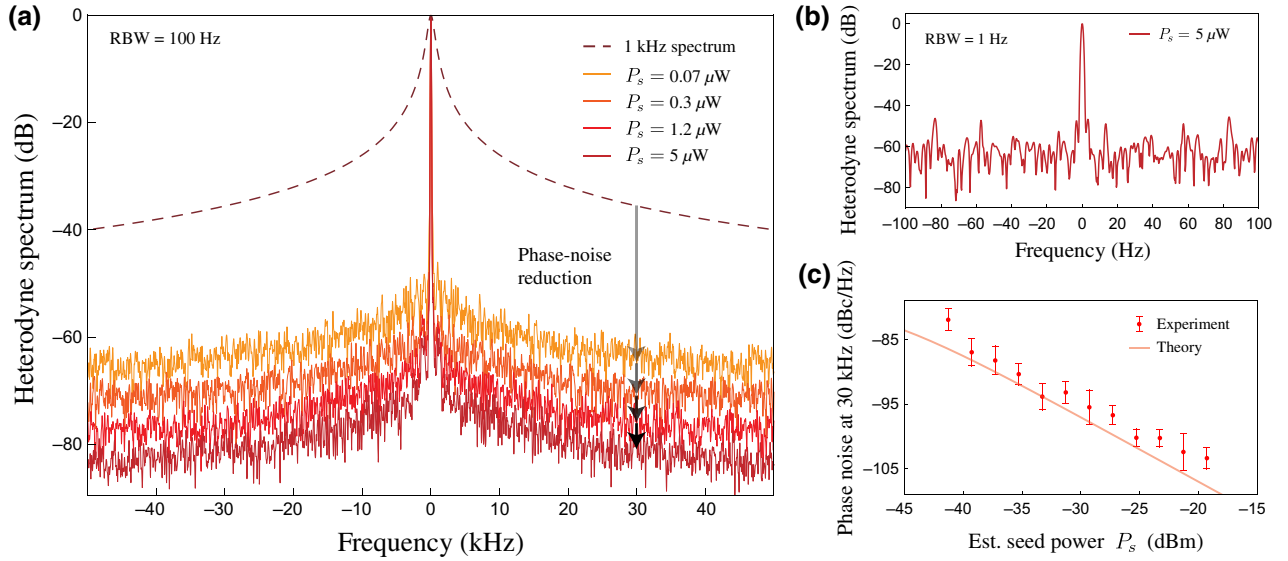 (a)
RBW = 100 Hz
1 kHz spectrum
P_s = 0.07 μW
P_s = 0.3 μW
P_s = 1.2 μW
P_s = 5 μW
Phase-noise
reduction
Heterodyne spectrum (dB)
0
−20
−40
−60
−80
−40 −30 −20 −10 0 10 20 30 40
Frequency (kHz)
(b)
RBW = 1 Hz
P_s = 5 μW
Heterodyne spectrum (dB)
0
−20
−40
−60
−80
−100 −80 −60 −40 −20 0 20 40 60 80 100
Frequency (Hz)
(c)
Experiment
Theory
Phase noise at 30 kHz (dBc/Hz)
−85
−95
−105
−45 −40 −35 −30 −25 −20 −15
Est. seed power P_s (dBm)